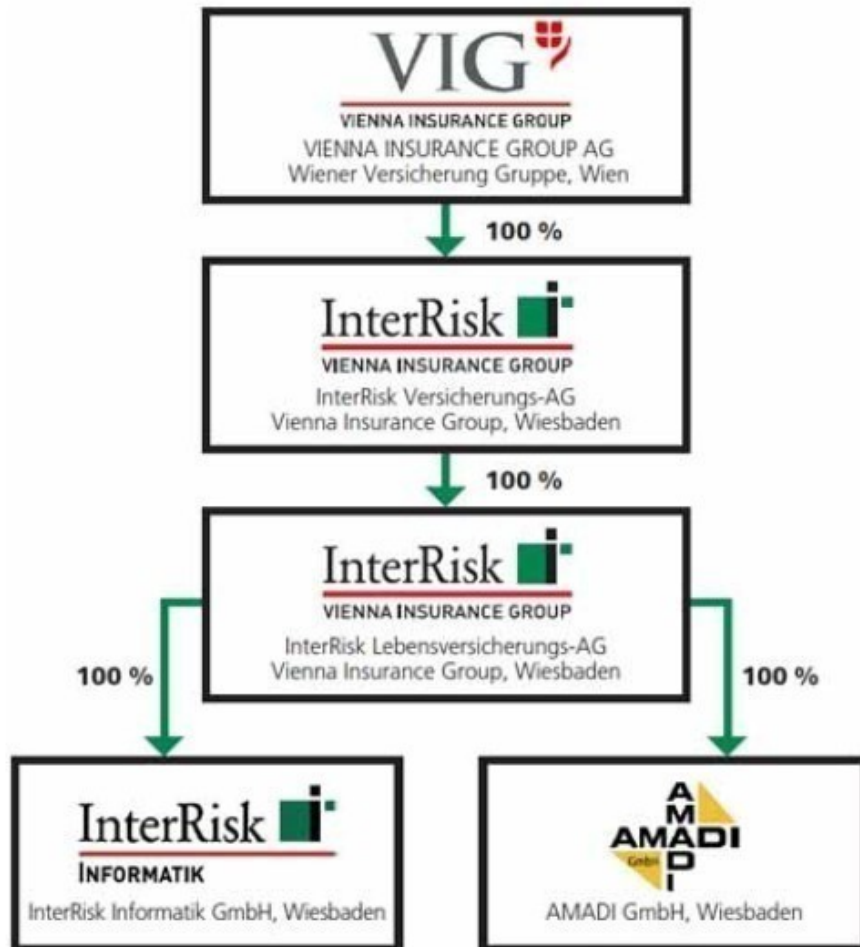 VIG
VIENNA INSURANCE GROUP
VIENNA INSURANCE GROUP AG
Wiener Versicherung Gruppe, Wien
100 %
InterRisk
VIENNA INSURANCE GROUP
InterRisk Versicherungs-AG
Vienna Insurance Group, Wiesbaden
100 %
InterRisk
VIENNA INSURANCE GROUP
InterRisk Lebensversicherungs-AG
Vienna Insurance Group, Wiesbaden
100 %
100 %
InterRisk
INFORMATIK
InterRisk Informatik GmbH, Wiesbaden
AMADI
AMADI
GmbH
AMADI GmbH, Wiesbaden